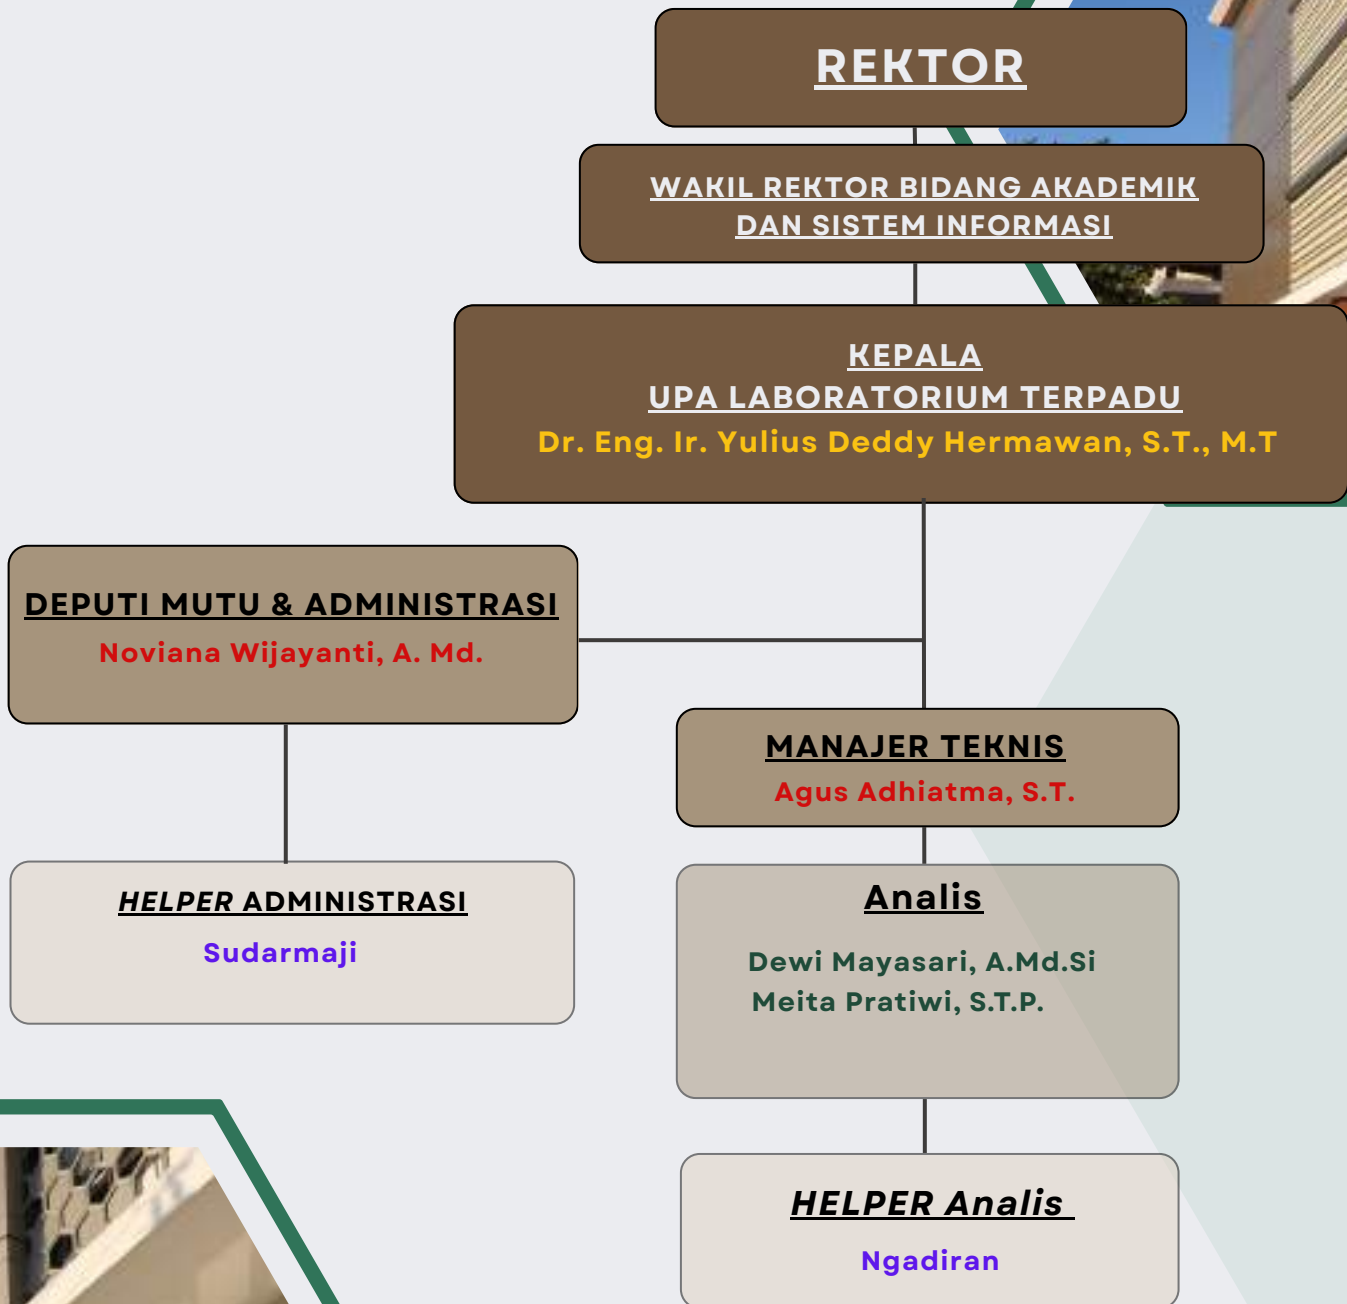 REKTOR
WAKIL REKTOR BIDANG AKADEMIK
DAN SISTEM INFORMASI
KEPALA
UPA LABORATORIUM TERPADU
Dr. Eng. Ir. Yulius Deddy Hermawan, S.T., M.T
DEPUTI MUTU & ADMINISTRASI
Noviana Wijayanti, A. Md.
MANAJER TEKNIS
Agus Adhiatma, S.T.
HELPER ADMINISTRASI
Sudarmaji
Analis
Dewi Mayasari, A.Md.Si
Meita Pratiwi, S.T.P.
HELPER Analis
Ngadiran